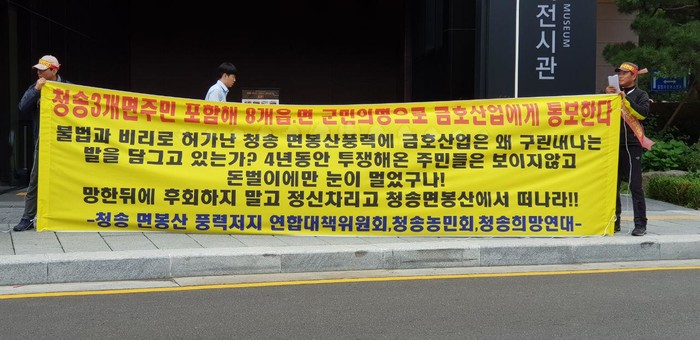 전시관
MUSEUM
청송3개면주민 포함해 8개읍.면 군민의명으로 금호산업에게 통보한다
불법과 비리로 허가난 청송 면봉산풍력에 금호산업은 왜 구린내나는
발을 담그고 있는가? 4년동안 투쟁해온 주민들은 보이지않고
돈벌이에만 눈이 멀었구나!
망한뒤에 후회하지 말고 정신차리고 청송면봉산에서 떠나라!!
-청송 면봉산 풍력저지 연합대책위원회,청송농민회,청송희망연대-